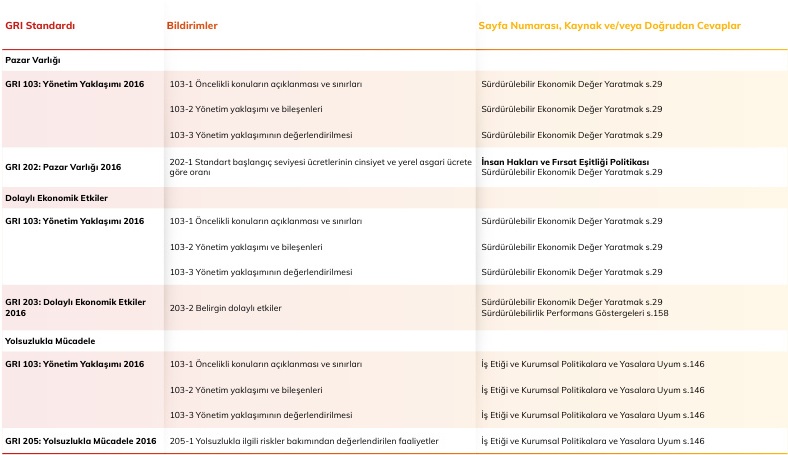 GRI Standardı Bildirimler Sayfa Numarası, Kaynak ve/veya Doğrudan Cevaplar
Pazar Varlığı
GRI 103: Yönetim Yaklaşımı 2016 103-1 Öncelikli konuların açıklanması ve sınırları Sürdürülebilir Ekonomik Değer Yaratmak s.29
103-2 Yönetim yaklaşımı ve bileşenleri Sürdürülebilir Ekonomik Değer Yaratmak s.29
103-3 Yönetim yaklaşımının değerlendirilmesi Sürdürülebilir Ekonomik Değer Yaratmak s.29
GRI 202: Pazar Varlığı 2016
202-1 Standart başlangıç seviyesi ücretlerinin cinsiyet ve yerel asgari ücrete
göre oranı
İnsan Hakları ve Fırsat Eşitliği Politikası
Sürdürülebilir Ekonomik Değer Yaratmak s.29
Dolaylı Ekonomik Etkiler
GRI 103: Yönetim Yaklaşımı 2016 103-1 Öncelikli konuların açıklanması ve sınırları Sürdürülebilir Ekonomik Değer Yaratmak s.29
103-2 Yönetim yaklaşımı ve bileşenleri Sürdürülebilir Ekonomik Değer Yaratmak s.29
103-3 Yönetim yaklaşımının değerlendirilmesi Sürdürülebilir Ekonomik Değer Yaratmak s.29
GRI 203: Dolaylı Ekonomik Etkiler
2016
203-2 Belirgin dolaylı etkiler
Sürdürülebilir Ekonomik Değer Yaratmak s.29
Sürdürülebilirlik Performans Göstergeleri s.158
Yolsuzlukla Mücadele
GRI 103: Yönetim Yaklaşımı 2016 103-1 Öncelikli konuların açıklanması ve sınırları İş Etiği ve Kurumsal Politikalara ve Yasalara Uyum s.146
103-2 Yönetim yaklaşımı ve bileşenleri İş Etiği ve Kurumsal Politikalara ve Yasalara Uyum s.146
103-3 Yönetim yaklaşımının değerlendirilmesi İş Etiği ve Kurumsal Politikalara ve Yasalara Uyum s.146
GRI 205: Yolsuzlukla Mücadele 2016 205-1 Yolsuzlukla ilgili riskler bakımından değerlendirilen faaliyetler İş Etiği ve Kurumsal Politikalara ve Yasalara Uyum s.146